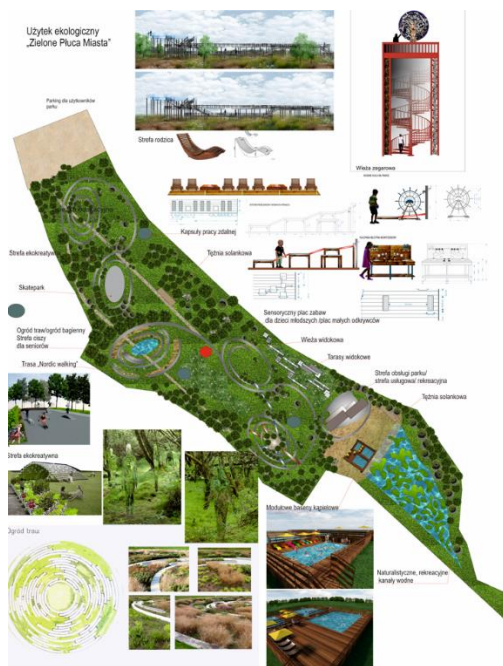 Użytek ekologiczny
„Zielone Płuca Miasta”
Parking dla użytkowników
parku
Strefa rodzica
Wieża zegarowa
Kapsuły pracy zdalnej
Tężnia solankowa
Strefa ekokreatywna
Skatepark
Sensoryczny plac zabaw
dla dzieci młodszych /plac małych odkrywców
Ogród traw/ogród bagienny
Strefa ciszy
dla seniorów
Wieża widokowa
Tarasy widokowe
Trasa „Nordic walking”
Strefa obsługi parku/
strefa usługowa/ rekreacyjna
Tężnia solankowa
Strefa ekokreatywna
Modułowe baseny kąpielowe
Ogród traw
Naturalistyczne, rekreacyjne
kanały wodne